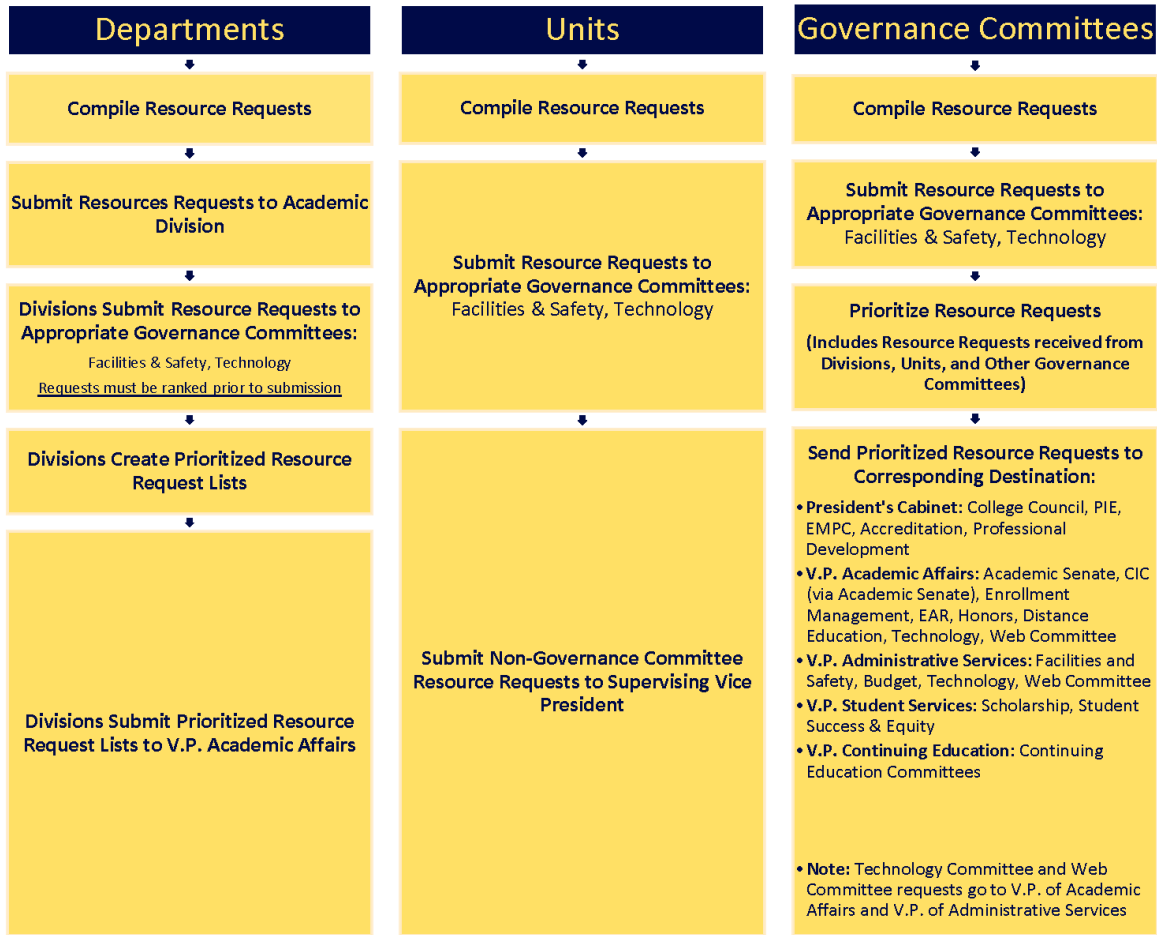 Departments
Compile Resource Requests
Submit Resources Requests to Academic
Division
Divisions Submit Resource Requests to
Appropriate Governance Committees:
Facilities & Safety, Technology
Requests must be ranked prior to submission
Divisions Create Prioritized Resource
Request Lists
Divisions Submit Prioritized Resource
Request Lists to V.P. Academic Affairs
Units
Compile Resource Requests
Submit Resource Requests to
Appropriate Governance Committees:
Facilities & Safety, Technology
Submit Non-Governance Committee
Resource Requests to Supervising Vice
President
Governance Committees
Compile Resource Requests
Submit Resource Requests to
Appropriate Governance Committees:
Facilities & Safety, Technology
Prioritize Resource Requests
(Includes Resource Requests received from
Divisions, Units, and Other Governance
Committees)
Send Prioritized Resource Requests to
Corresponding Destination:
• President's Cabinet: College Council, PIE,
EMPC, Accreditation, Professional
Development
• V.P. Academic Affairs: Academic Senate, CIC
(via Academic Senate), Enrollment
Management, EAR, Honors, Distance
Education, Technology, Web Committee
• V.P. Administrative Services: Facilities and
Safety, Budget, Technology, Web Committee
• V.P. Student Services: Scholarship, Student
Success & Equity
• V.P. Continuing Education: Continuing
Education Committees
• Note: Technology Committee and Web
Committee requests go to V.P. of Academic
Affairs and V.P. of Administrative Services